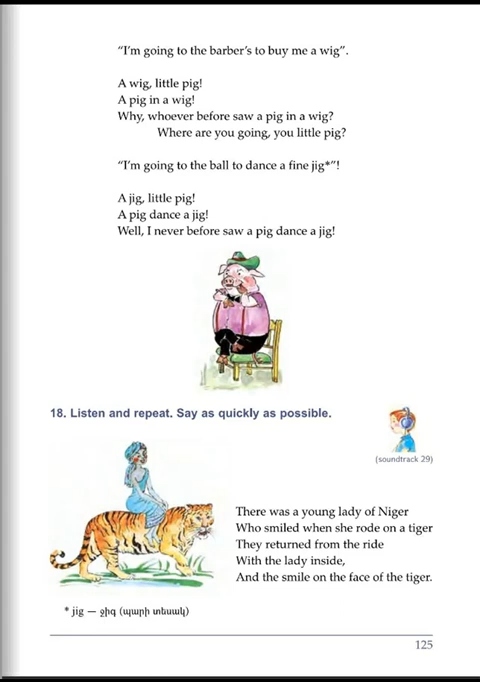 “I’m going to the barber’s to buy me a wig”.
A wig, little pig!
A pig in a wig!
Why, whoever before saw a pig in a wig?
Where are you going, you little pig?
“I’m going to the ball to dance a fine jig*”!
A jig, little pig!
A pig dance a jig!
Well, I never before saw a pig dance a jig!
18. Listen and repeat. Say as quickly as possible.
(soundtrack 29)
There was a young lady of Niger
Who smiled when she rode on a tiger
They returned from the ride
With the lady inside,
And the smile on the face of the tiger.
* jig — ջիգ (պարի տեսակ)
125